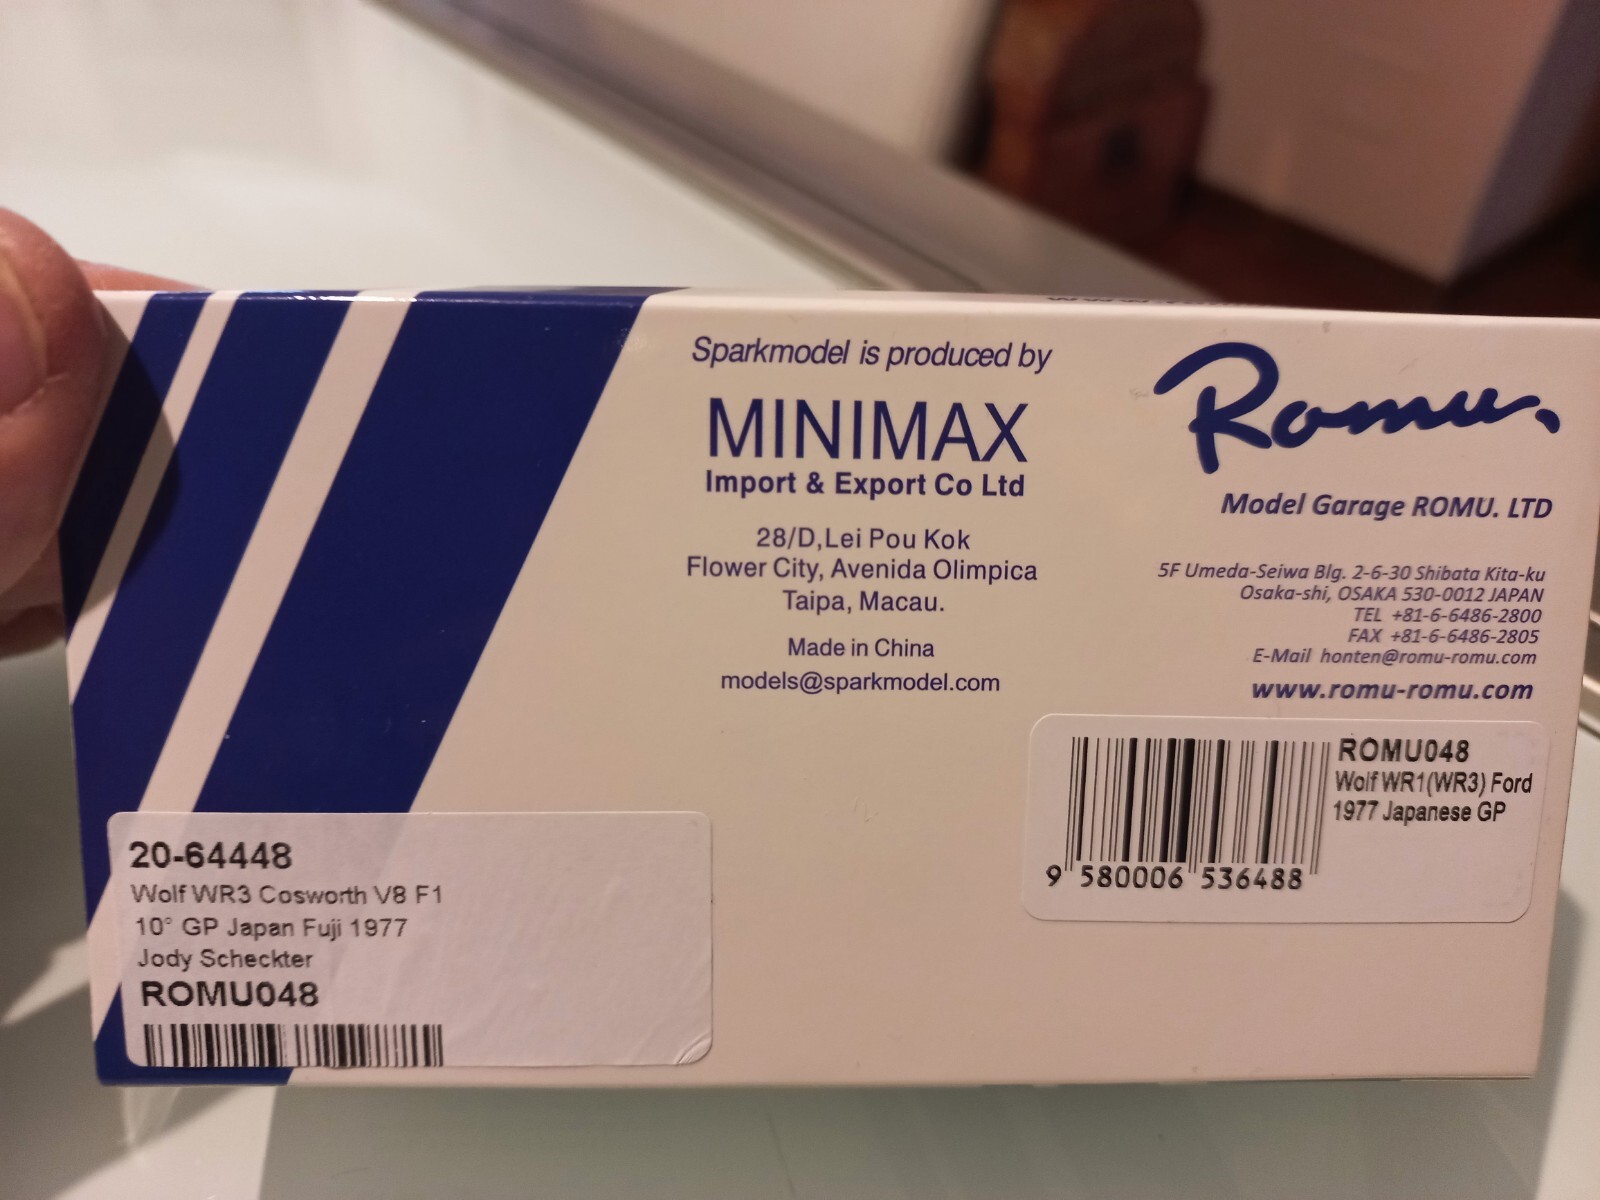 Sparkmodel is produced by
MINIMAX
Import & Export Co Ltd
28/D,Lei Pou Kok
Flower City, Avenida Olimpica
Taipa, Macau.
Made in China
models@sparkmodel.com
Romu.
Model Garage ROMU. LTD
5F Umeda-Seiwa Blg. 2-6-30 Shibata Kita-ku
Osaka-shi, OSAKA 530-0012 JAPAN
TEL +81-6-6486-2800
FAX +81-6-6486-2805
E-Mail honten@romu-romu.com
www.romu-romu.com
ROMU048
Wolf WR1(WR3) Ford
1977 Japanese GP
9 580006 536488
20-64448
Wolf WR3 Cosworth V8 F1
10° GP Japan Fuji 1977
Jody Scheckter
ROMU048